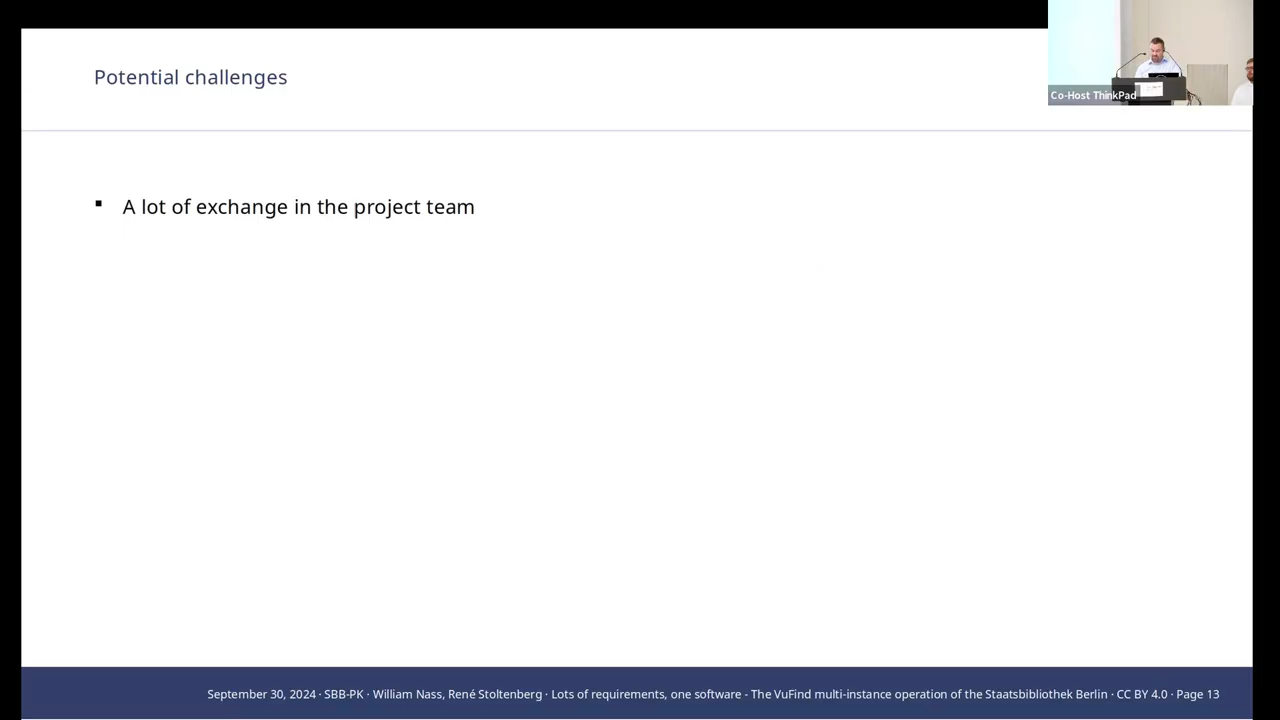 Potential challenges
Co-Host ThinkPad
▪ A lot of exchange in the project team
September 30, 2024 · SBB-PK · William Nass, René Stoltenberg · Lots of requirements, one software - The VuFind multi-instance operation of the Staatsbibliothek Berlin · CC BY 4.0 · Page 13